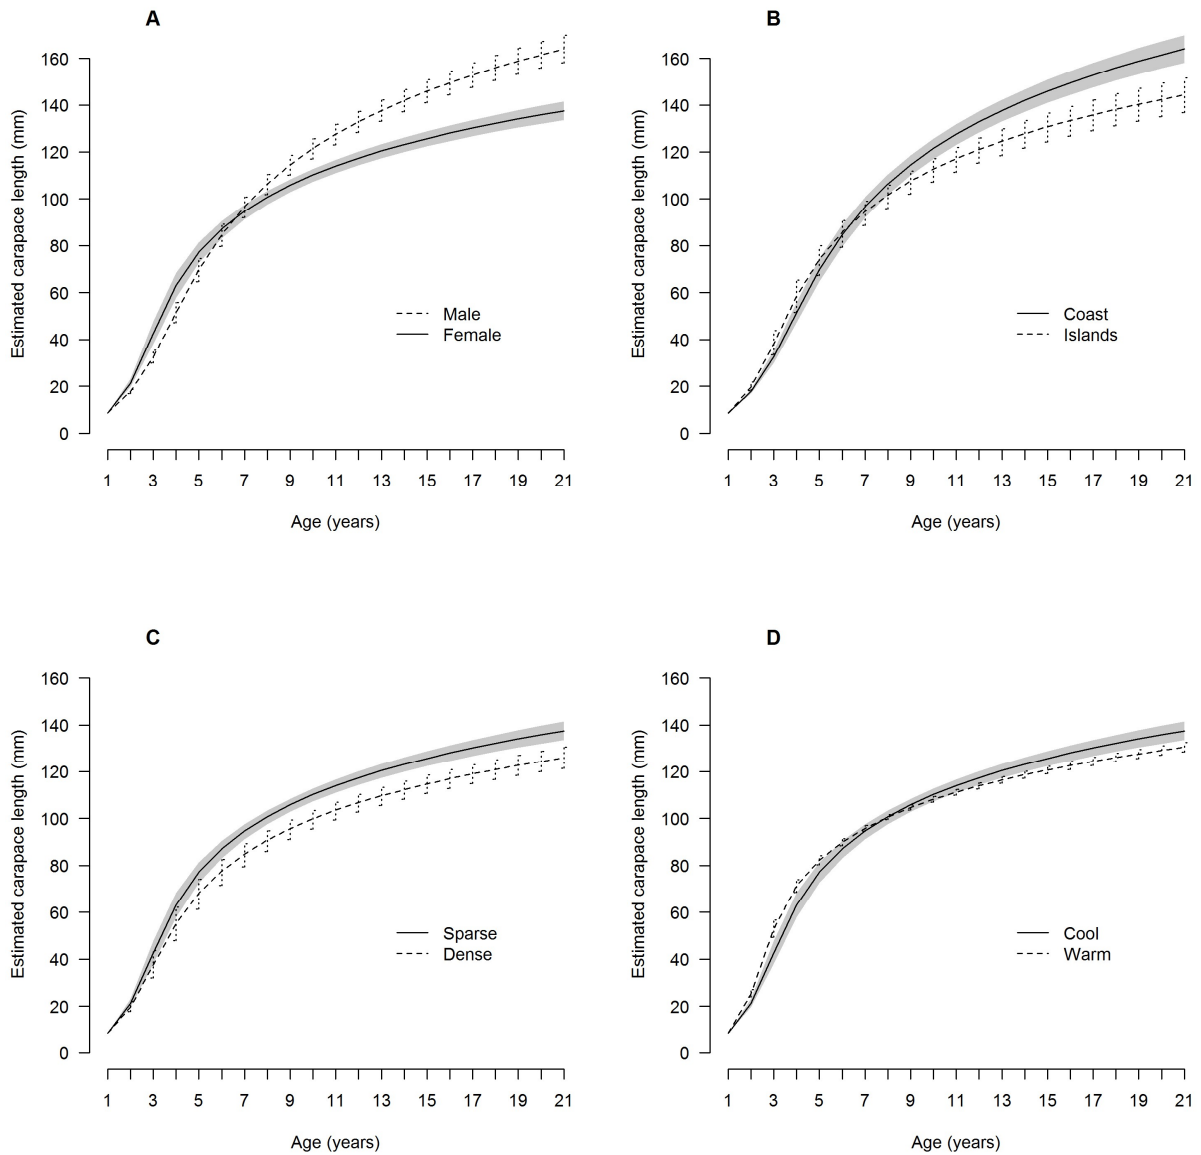 A
Estimated carapace length (mm)
160
140
120
100
80
60
40
20
0
Male
Female
1 3 5 7 9 11 13 15 17 19 21
Age (years)
B
Estimated carapace length (mm)
160
140
120
100
80
60
40
20
0
Coast
Islands
1 3 5 7 9 11 13 15 17 19 21
Age (years)
C
Estimated carapace length (mm)
160
140
120
100
80
60
40
20
0
Sparse
Dense
1 3 5 7 9 11 13 15 17 19 21
Age (years)
D
Estimated carapace length (mm)
160
140
120
100
80
60
40
20
0
Cool
Warm
1 3 5 7 9 11 13 15 17 19 21
Age (years)